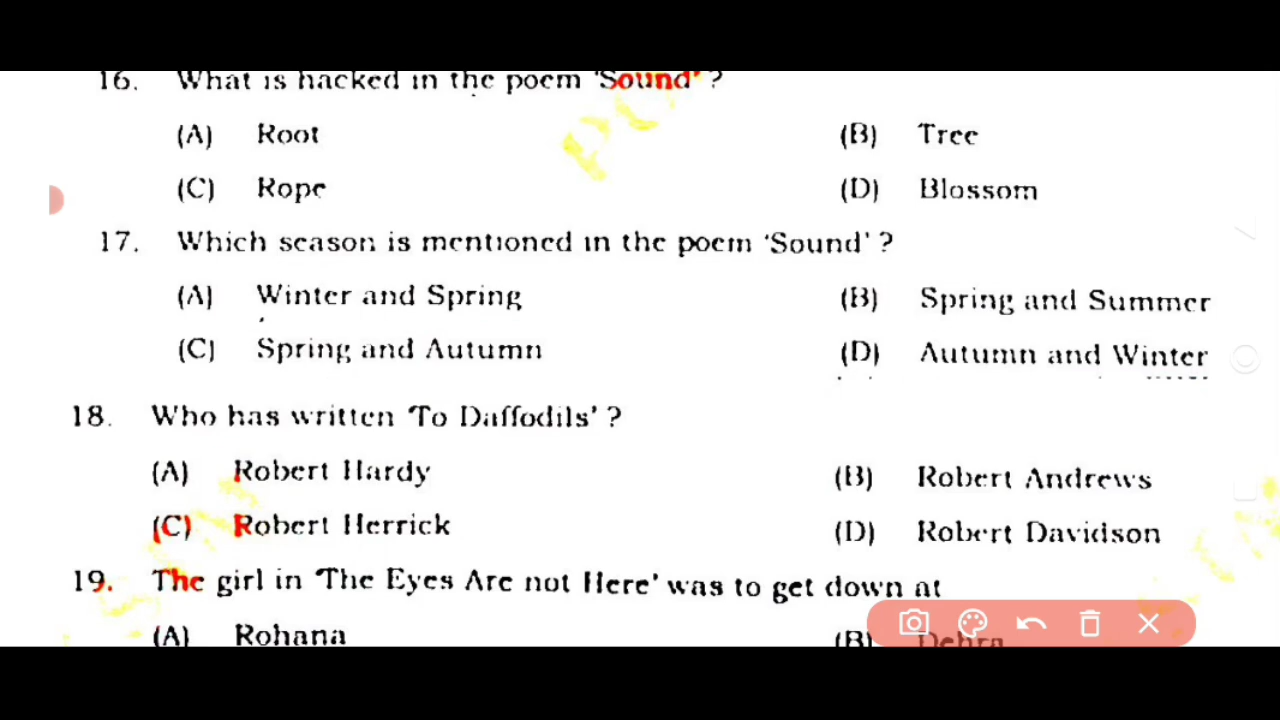 16. What is hacked in the poem 'Sound' ?
(A) Root (B) Tree
(C) Rope (D) Blossom
17. Which season is mentioned in the poem 'Sound' ?
(A) Winter and Spring (B) Spring and Summer
(C) Spring and Autumn (D) Autumn and Winter
18. Who has written 'To Daffodils' ?
(A) Robert Hardy (B) Robert Andrews
(C) Robert Herrick (D) Robert Davidson
19. The girl in 'The Eyes Are not Here' was to get down at
(A) Rohana (B) Dehra